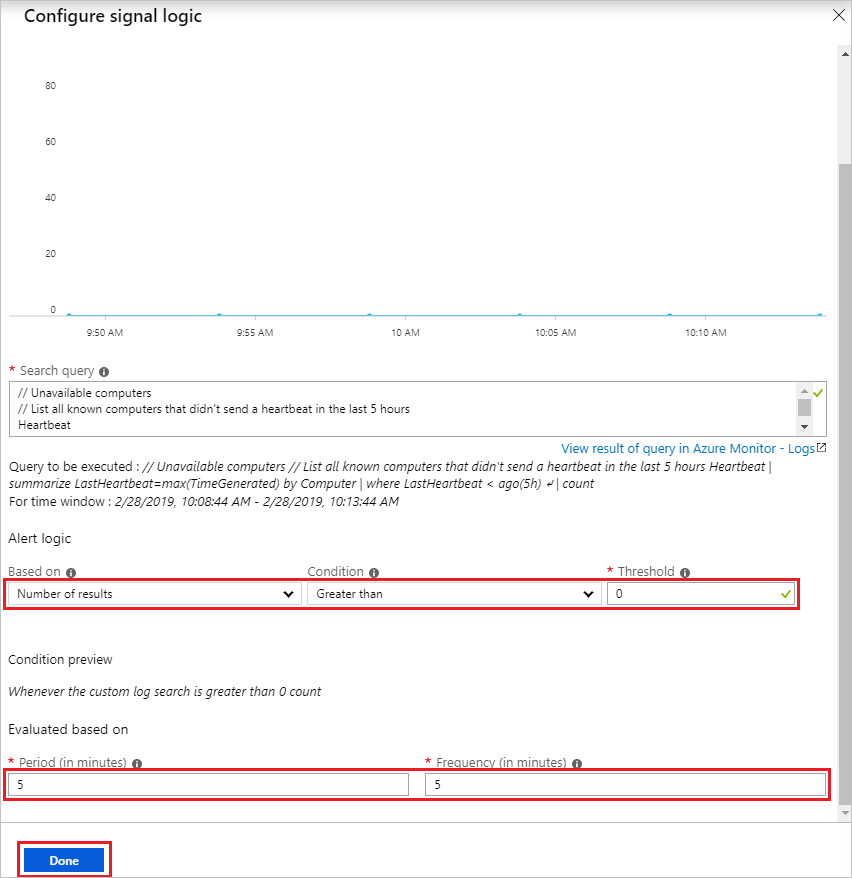 Configure signal logic
80
60
40
20
0
9:50 AM 9:55 AM 10 AM 10:05 AM 10:10 AM
* Search query
// Unavailable computers
// List all known computers that didn't send a heartbeat in the last 5 hours
Heartbeat
View result of query in Azure Monitor - Logs
Query to be executed : // Unavailable computers // List all known computers that didn't send a heartbeat in the last 5 hours Heartbeat |
summarize LastHeartbeat=max(TimeGenerated) by Computer | where LastHeartbeat < ago(5h) ↲ | count
For time window : 2/28/2019, 10:08:44 AM - 2/28/2019, 10:13:44 AM
Alert logic
Based on Condition * Threshold
Number of results Greater than 0
Condition preview
Whenever the custom log search is greater than 0 count
Evaluated based on
* Period (in minutes) * Frequency (in minutes)
5 5
Done